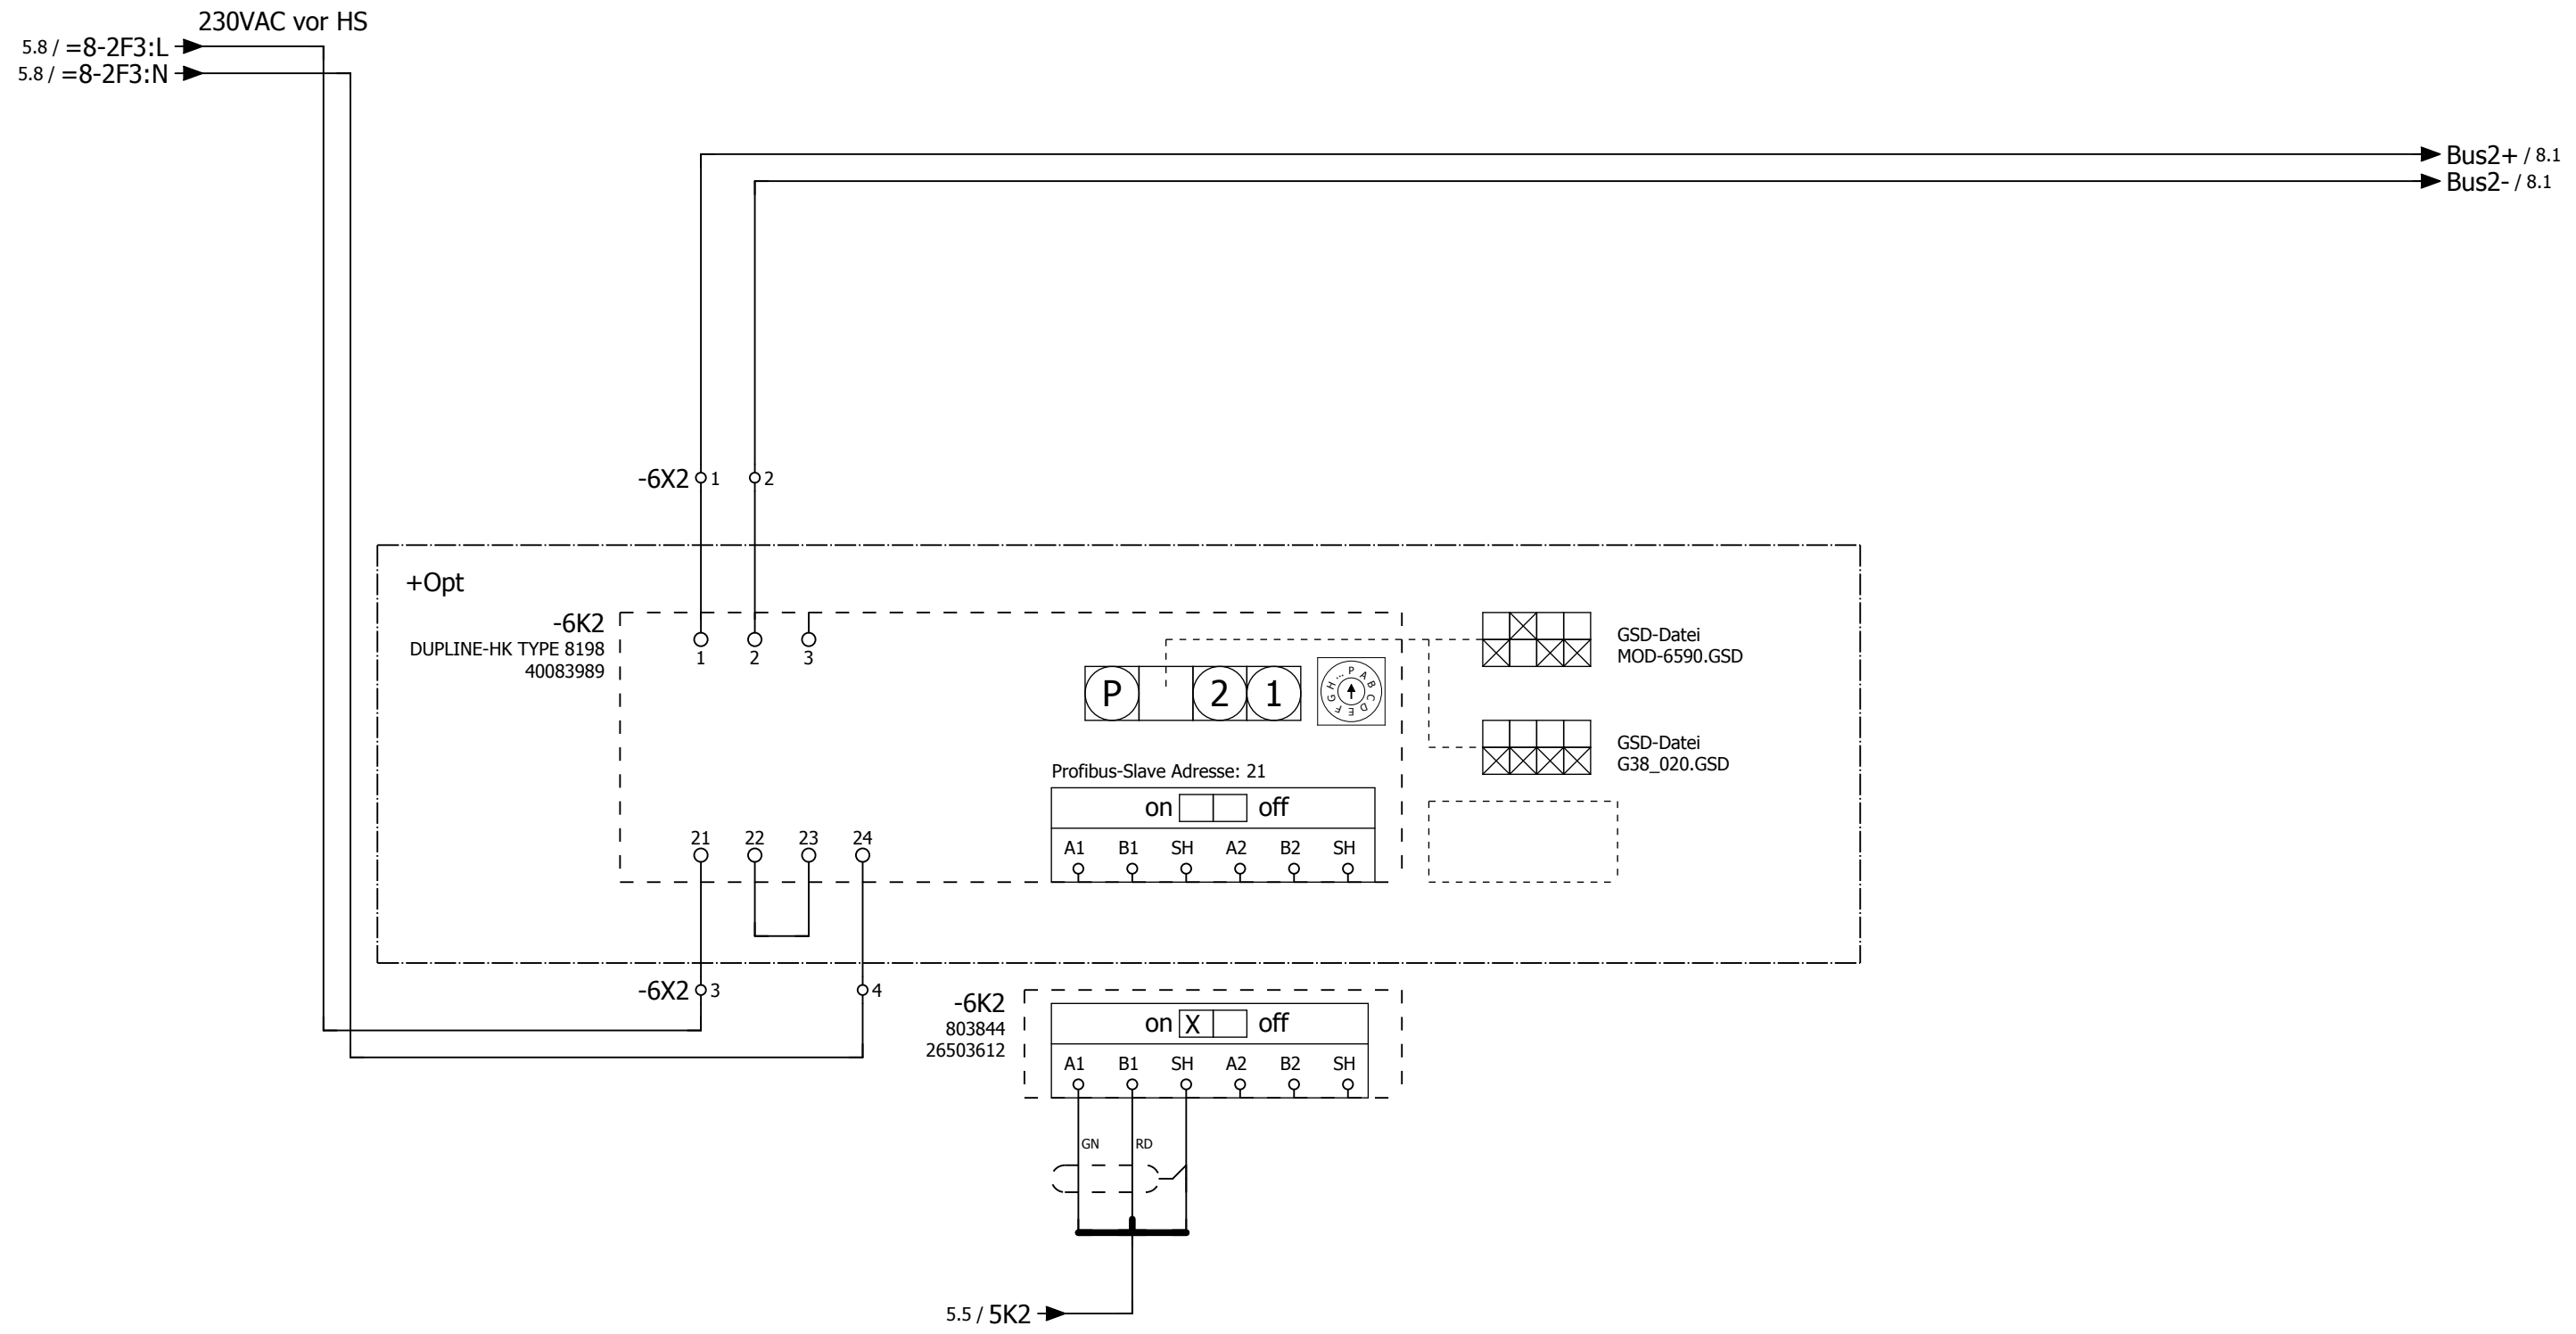 230VAC vor HS
5.8 / =8-2F3:L
5.8 / =8-2F3:N
Bus2+ / 8.1
Bus2- / 8.1
-6X2 1 2
+Opt
-6K2
DUPLINE-HK TYPE 8198
40083989
1 2 3
GSD-Datei
MOD-6590.GSD
P 2 1
P A B C D E F G H ...
GSD-Datei
G38_020.GSD
Profibus-Slave Adresse: 21
on off
21 22 23 24
A1 B1 SH A2 B2 SH
-6X2 3 4
-6K2
803844
26503612
on X off
A1 B1 SH A2 B2 SH
GN RD
5.5 / 5K2